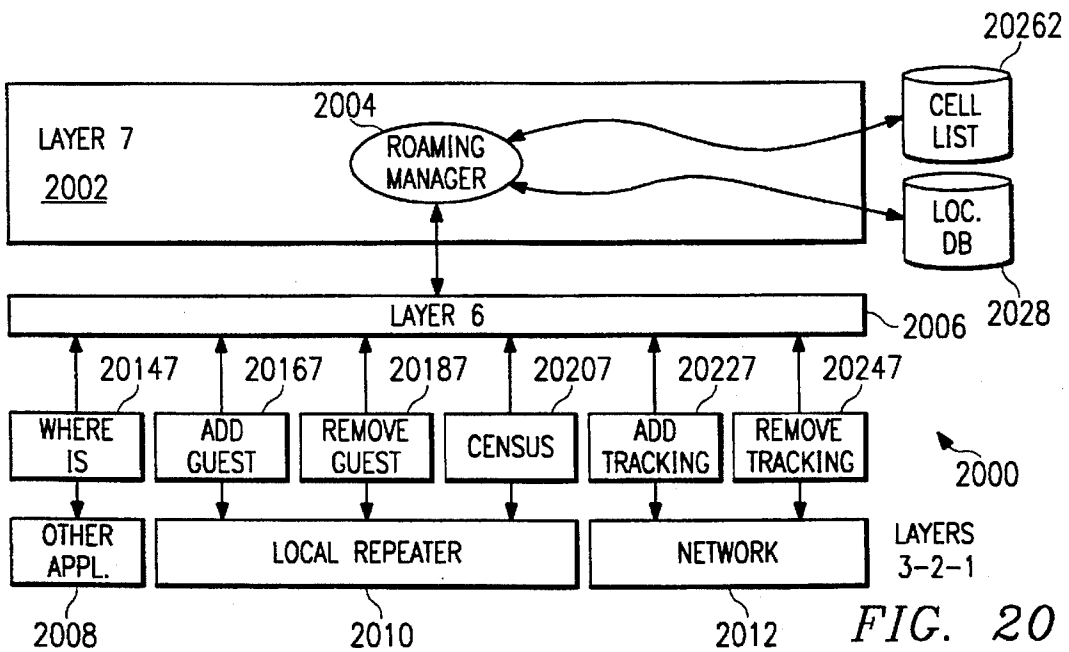 20262
CELL
LIST
LAYER 7
2002
2004
ROAMING
MANAGER
LOC.
DB
2028
LAYER 6
2006
20147
20167
20187
20207
20227
20247
WHERE
IS
ADD
GUEST
REMOVE
GUEST
CENSUS
ADD
TRACKING
REMOVE
TRACKING
2000
OTHER
APPL.
LOCAL REPEATER
NETWORK
LAYERS
3-2-1
2008
2010
2012
FIG. 20